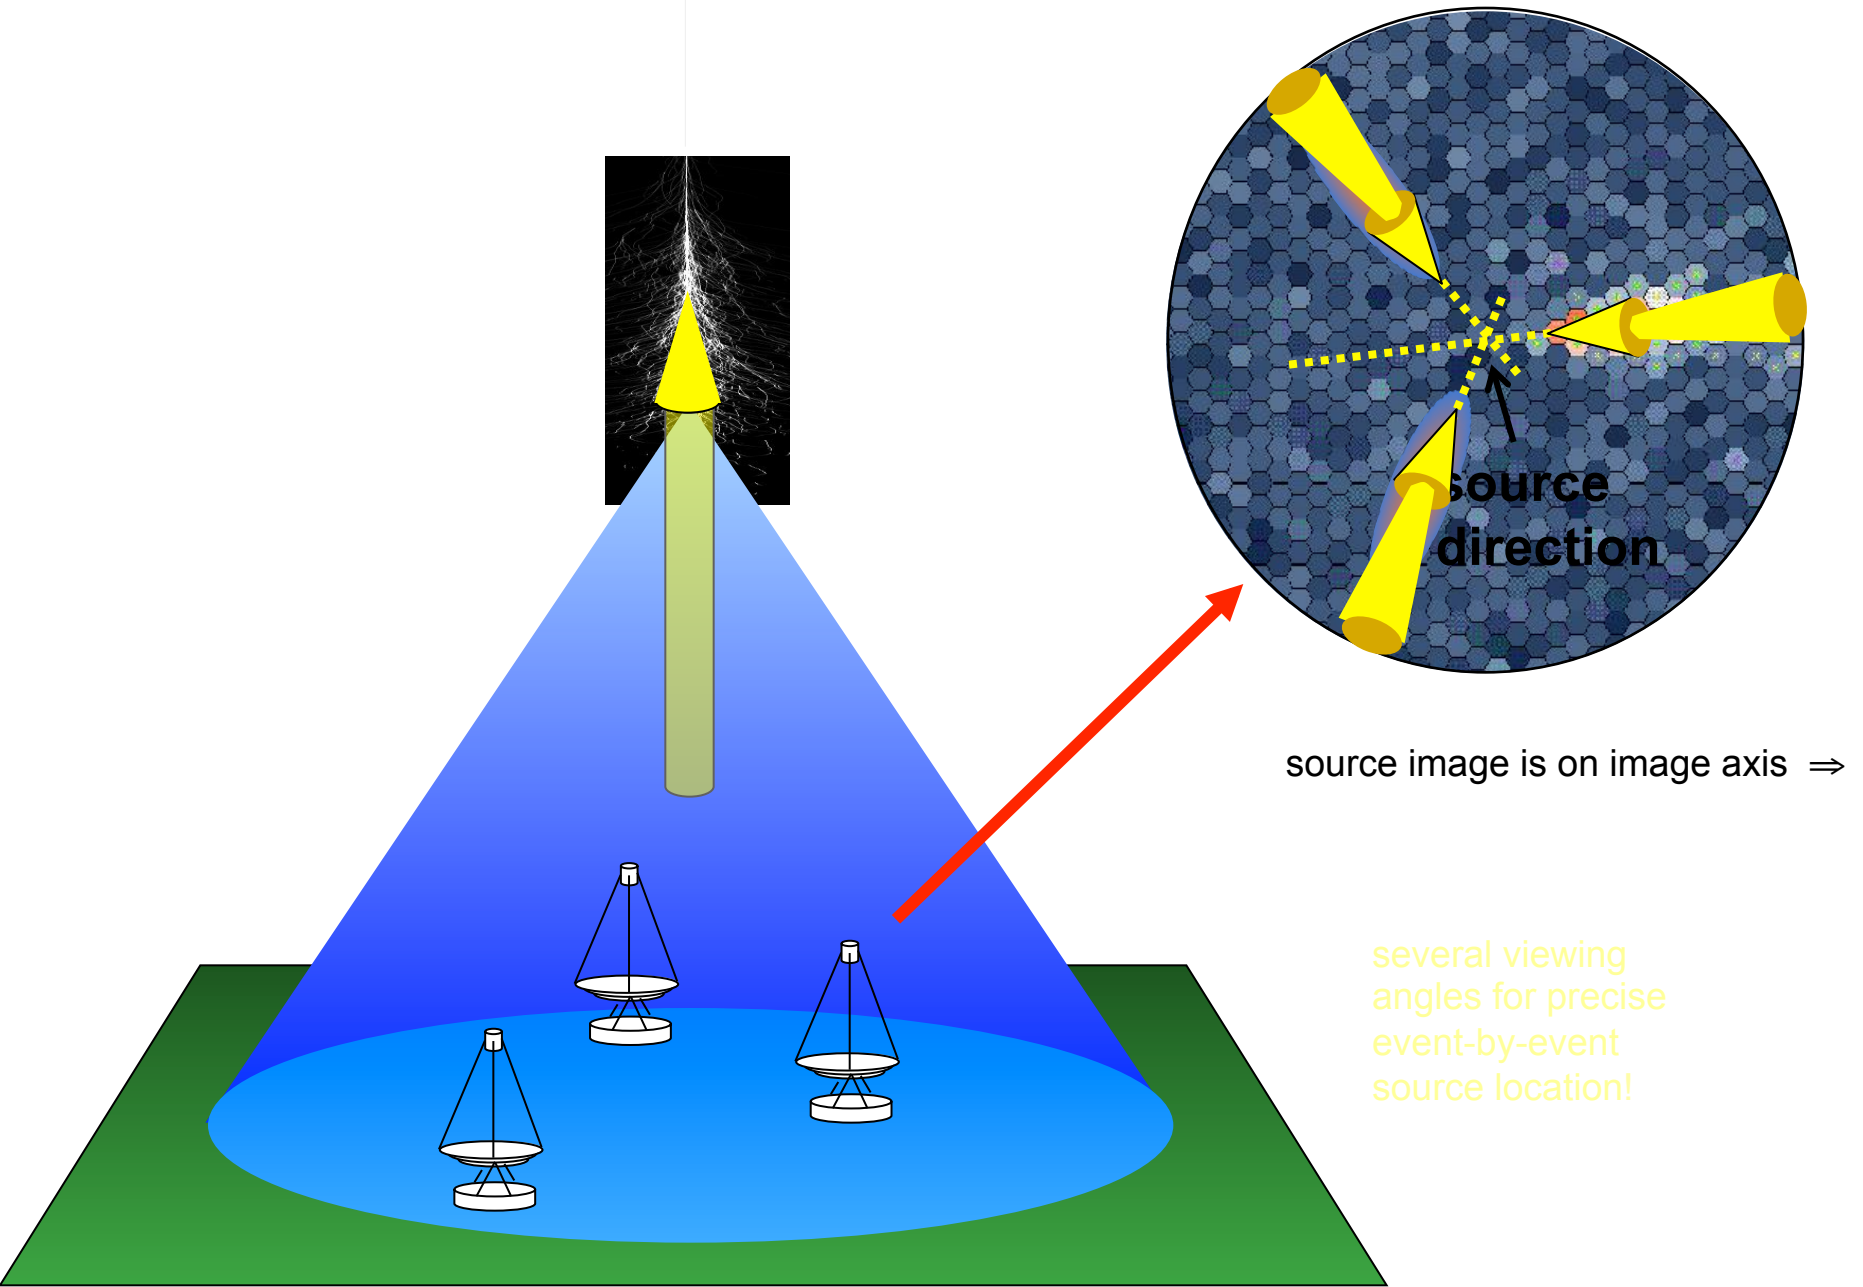 source
direction
source image is on image axis ⇒
several viewing
angles for precise
event-by-event
source location!